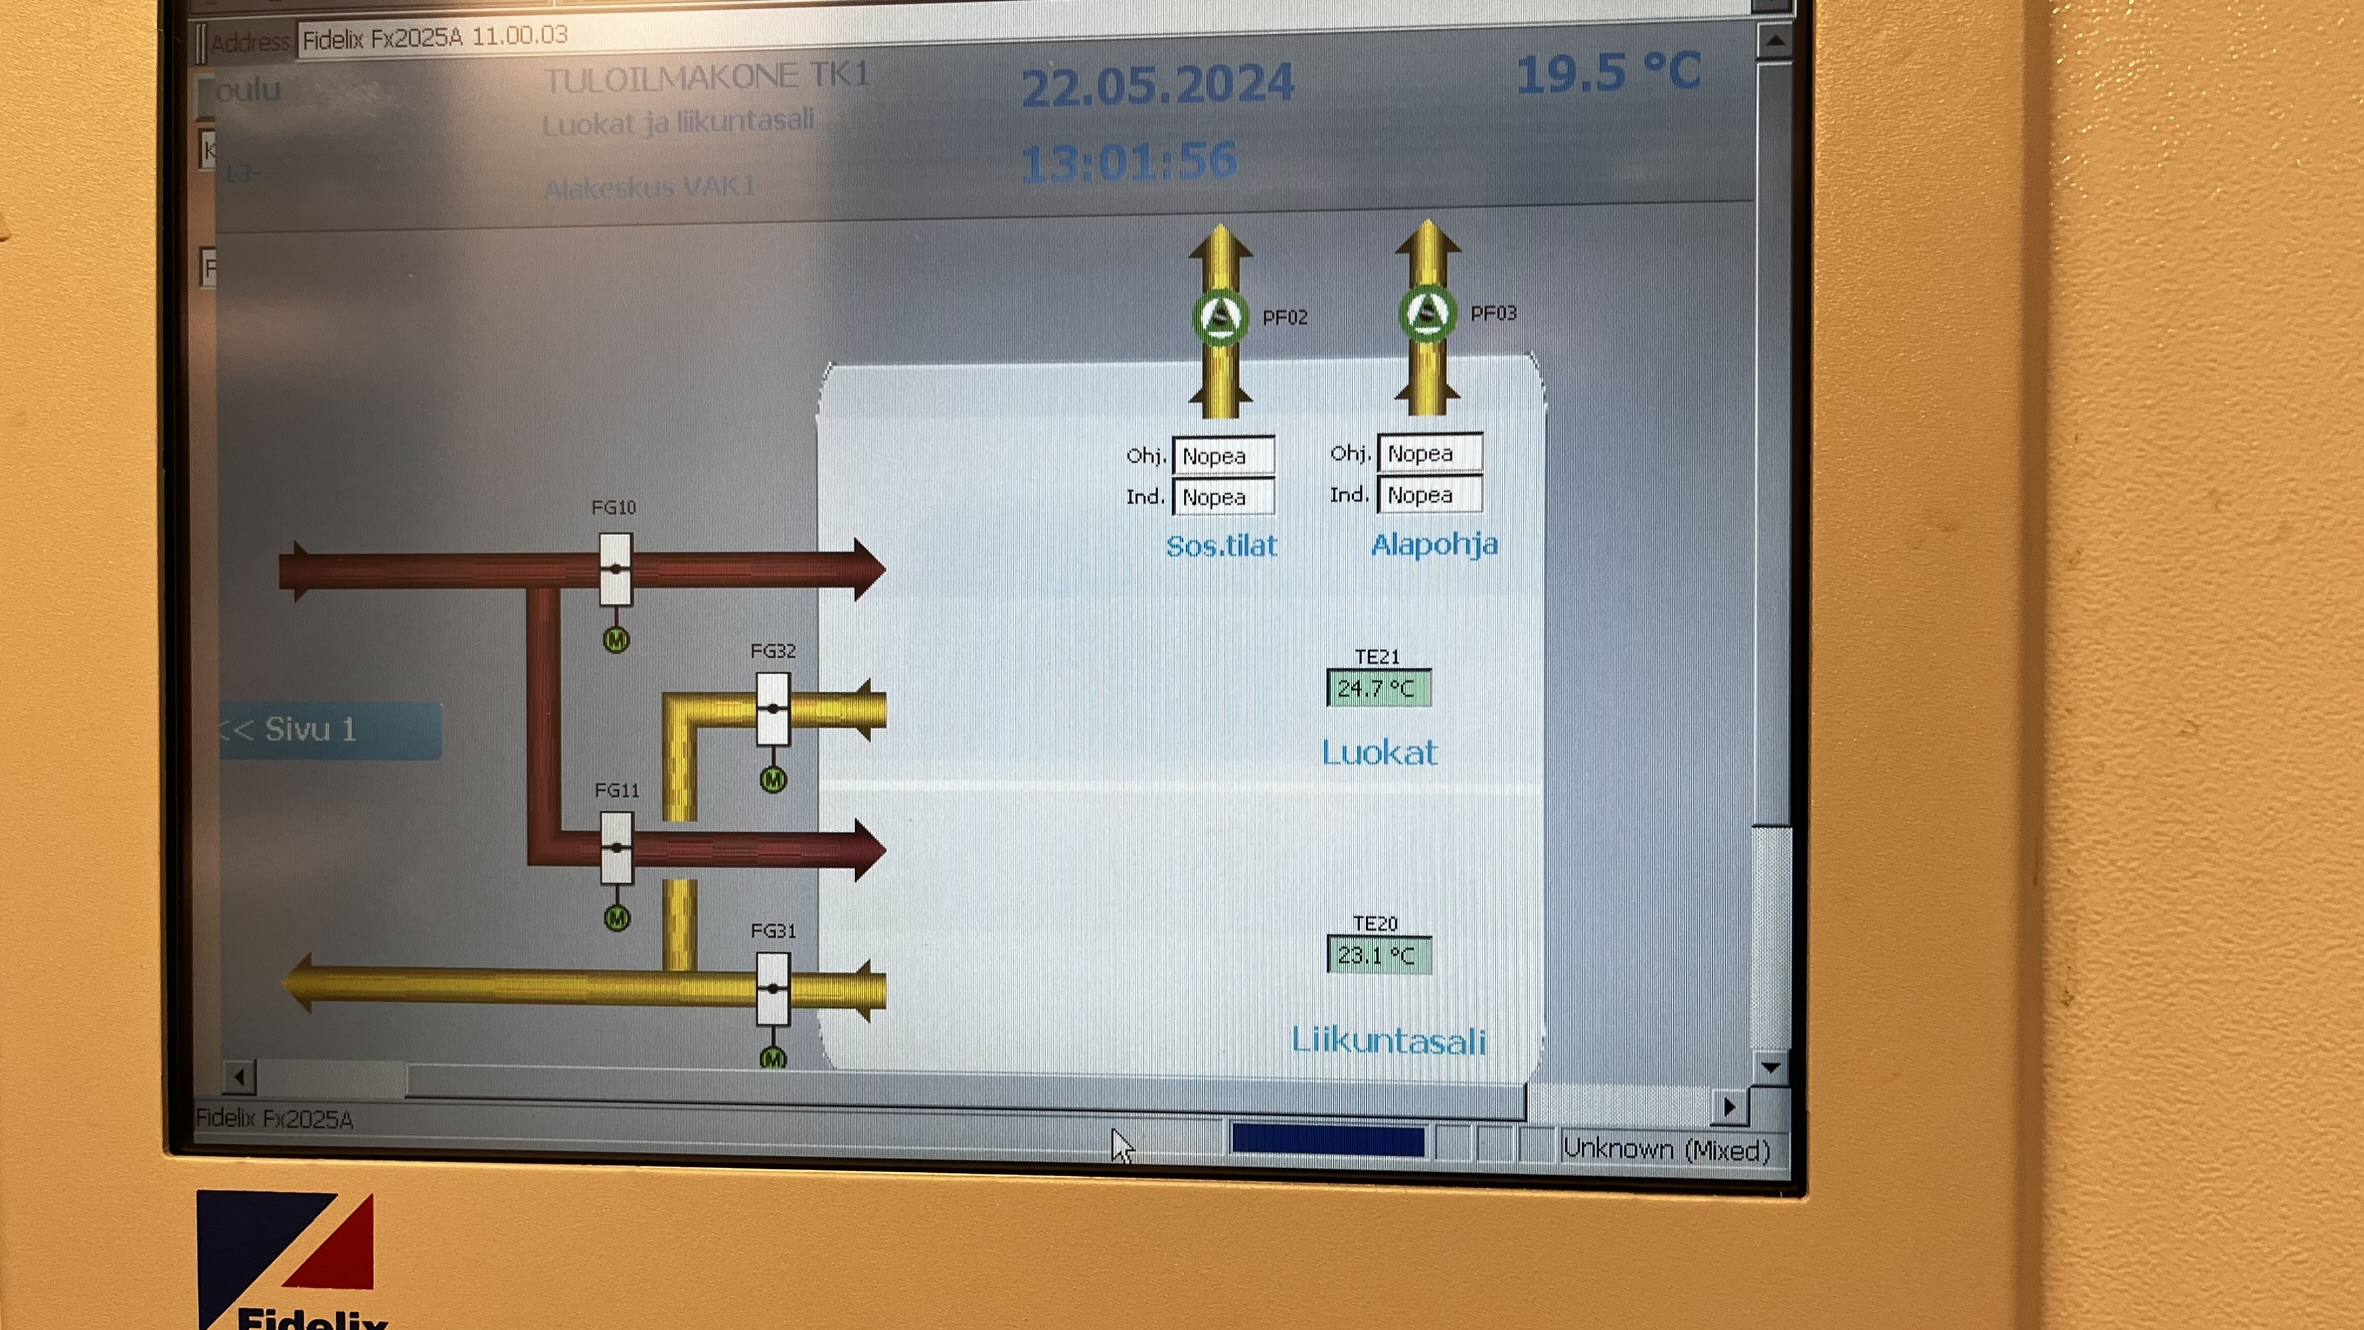 Address Fidelix Fx2025A 11.00.03
oulu
TULOILMAKONE TK1
22.05.2024
19.5 °C
Luokat ja liikuntasali
K
13-
13:01:56
Alakeskus VAK1
F
PF02
PF03
Ohj. Nopea
Ohj. Nopea
Ind. Nopea
Ind. Nopea
Sos.tilat
Alapohja
FG10
M
FG32
TE21
24.7 °C
<< Sivu 1
Luokat
M
FG11
M
FG31
TE20
23.1 °C
Liikuntasali
M
Fidelix Fx2025A
Unknown (Mixed)
Fidelix